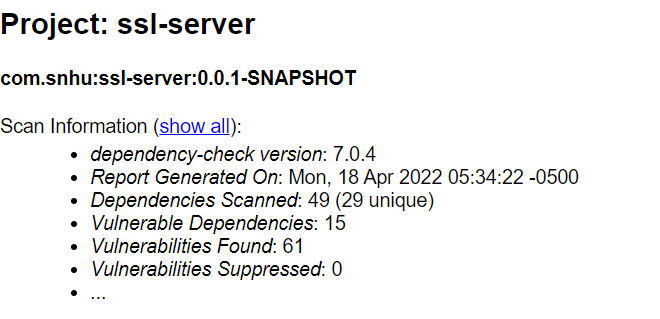 Project: ssl-server
com.snhu:ssl-server:0.0.1-SNAPSHOT
Scan Information (show all):
• dependency-check version: 7.0.4
• Report Generated On: Mon, 18 Apr 2022 05:34:22 -0500
• Dependencies Scanned: 49 (29 unique)
• Vulnerable Dependencies: 15
• Vulnerabilities Found: 61
• Vulnerabilities Suppressed: 0
• ...